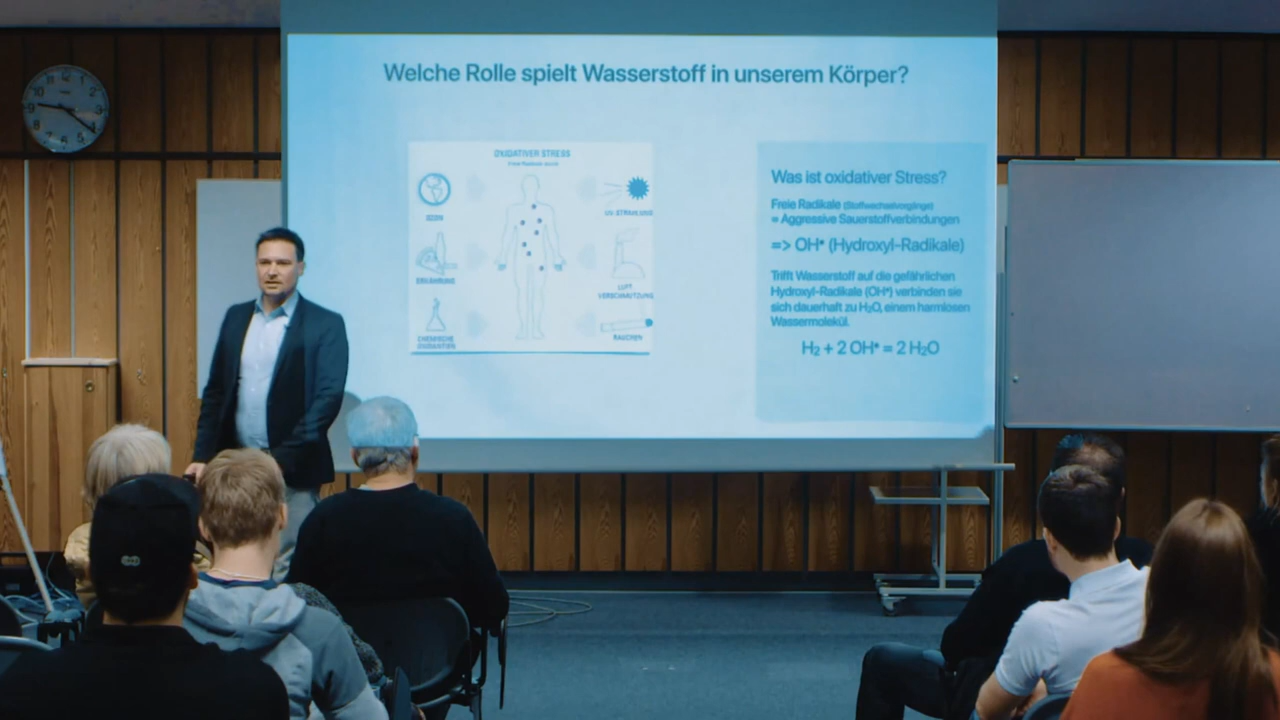 Welche Rolle spielt Wasserstoff in unserem Körper?
OXIDATIVER STRESS
OZON
UV-STRAHLUNG
ERNÄHRUNG
LUFT
VERSCHMUTZUNG
CHEMISCHE
OXIDANTIEN
RAUCHEN
Was ist oxidativer Stress?
Freie Radikale (Stoffwechselvorgänge)
= Aggressive Sauerstoffverbindungen
=> OH• (Hydroxyl-Radikale)
Trifft Wasserstoff auf die gefährlichen
Hydroxyl-Radikale (OH•) verbinden sie
sich dauerhaft zu H₂O, einem harmlosen
Wassermolekül.
H₂ + 2 OH• = 2 H₂O